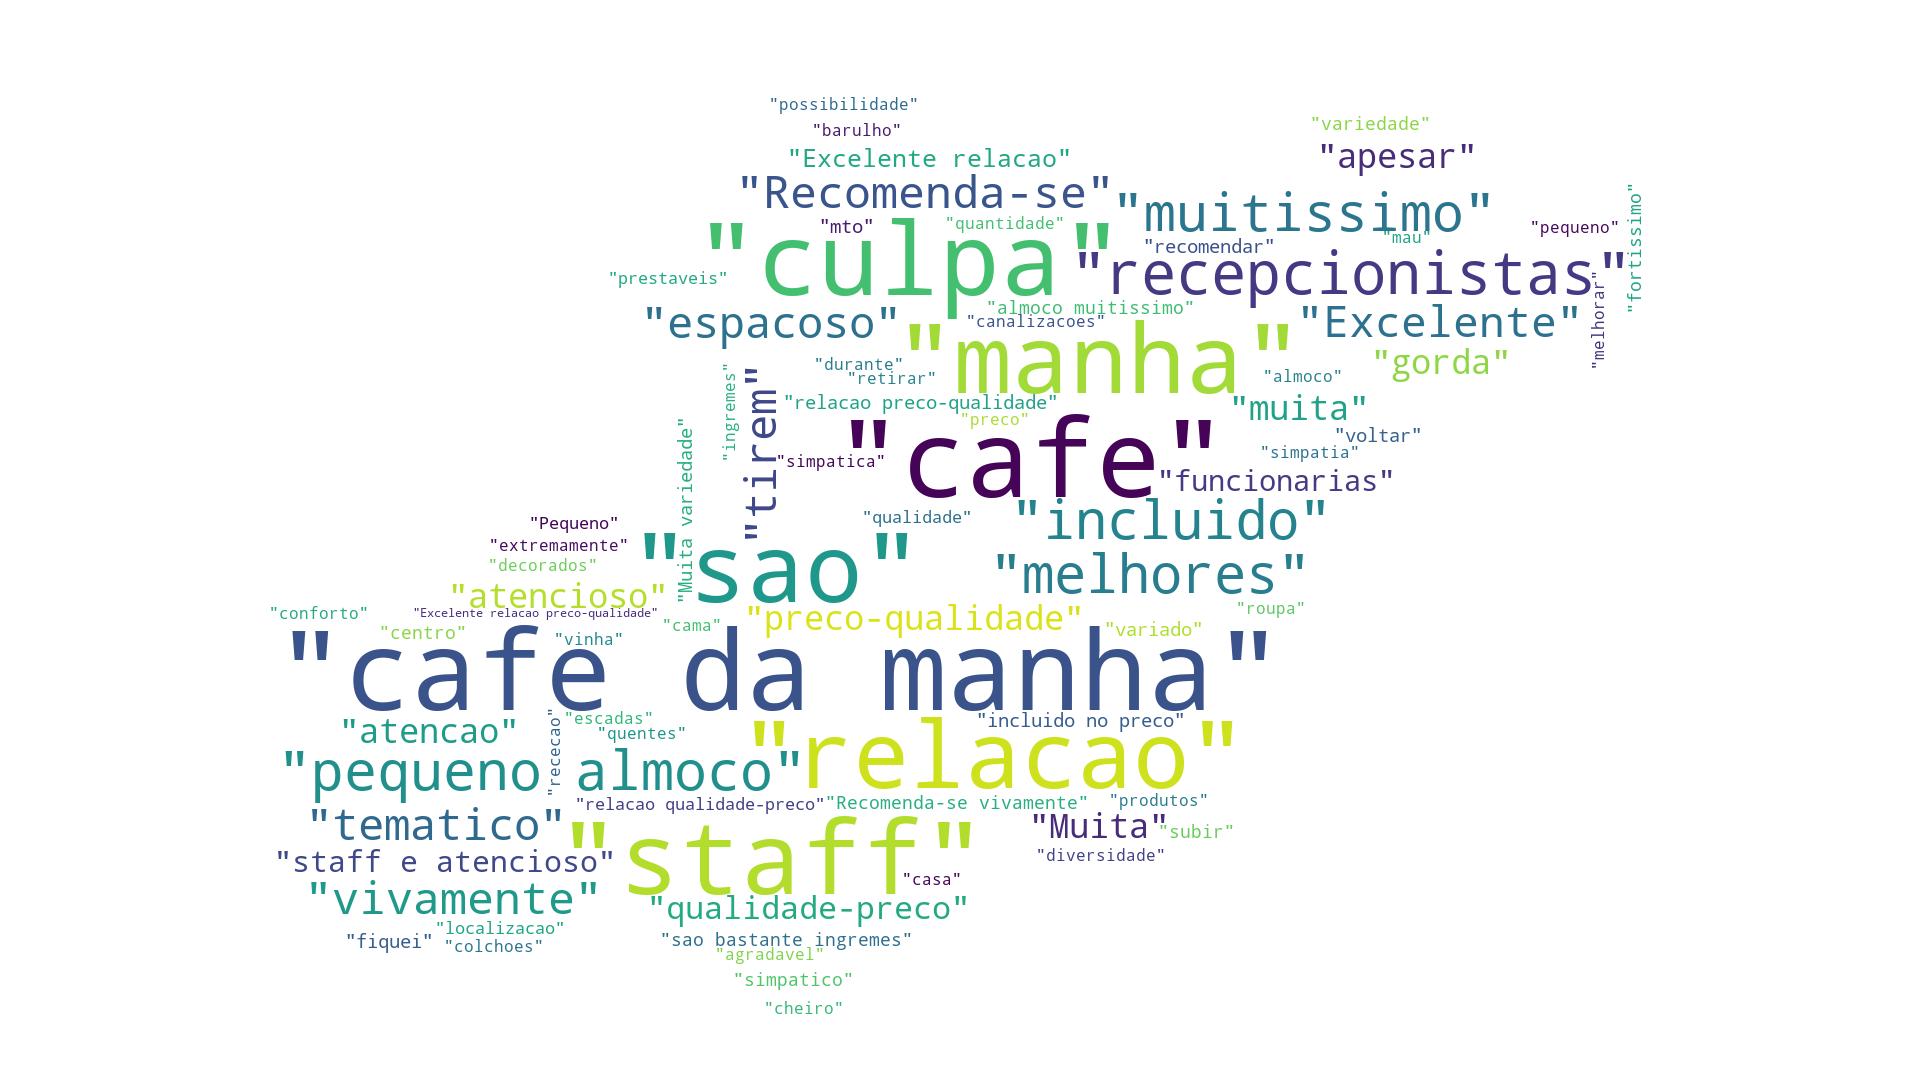 "possibilidade"
"variedade"
"barulho"
"apesar"
"Excelente relacao"
"Recomenda-se"
"muitissimo"
"fortissimo"
"mto"
"quantidade"
"pequeno"
"mau"
"culpa"
"recomendar"
"recepcionistas"
"prestaveis"
"almoco muitissimo"
"melhorar"
"espacoso"
"canalizacoes"
"Excelente"
"manha"
"gorda"
"durante"
"retirar"
"almoco"
"ingremes"
"tirem"
"relacao preco-qualidade"
"muita"
"preco"
"voltar"
"cafe"
"simpatia"
"simpatica"
"funcionarias"
"Muita variedade"
"qualidade"
"incluido"
"Pequeno"
"extremamente"
"decorados"
"sao"
"melhores"
"atencioso"
"roupa"
"conforto"
"Excelente relacao preco-qualidade"
"preco-qualidade"
"centro"
"vinha"
"cama"
"variado"
"cafe da manha"
"atencao"
"escadas"
"incluido no preco"
"quentes"
"rececao"
"relacao"
"pequeno almoco"
"relacao qualidade-preco"
"Recomenda-se vivamente"
"produtos"
"tematico"
"Muita"
"subir"
"staff"
"staff e atencioso"
"diversidade"
"casa"
"vivamente"
"qualidade-preco"
"localizacao"
"fiquei"
"colchoes"
"sao bastante ingremes"
"agradavel"
"simpatico"
"cheiro"